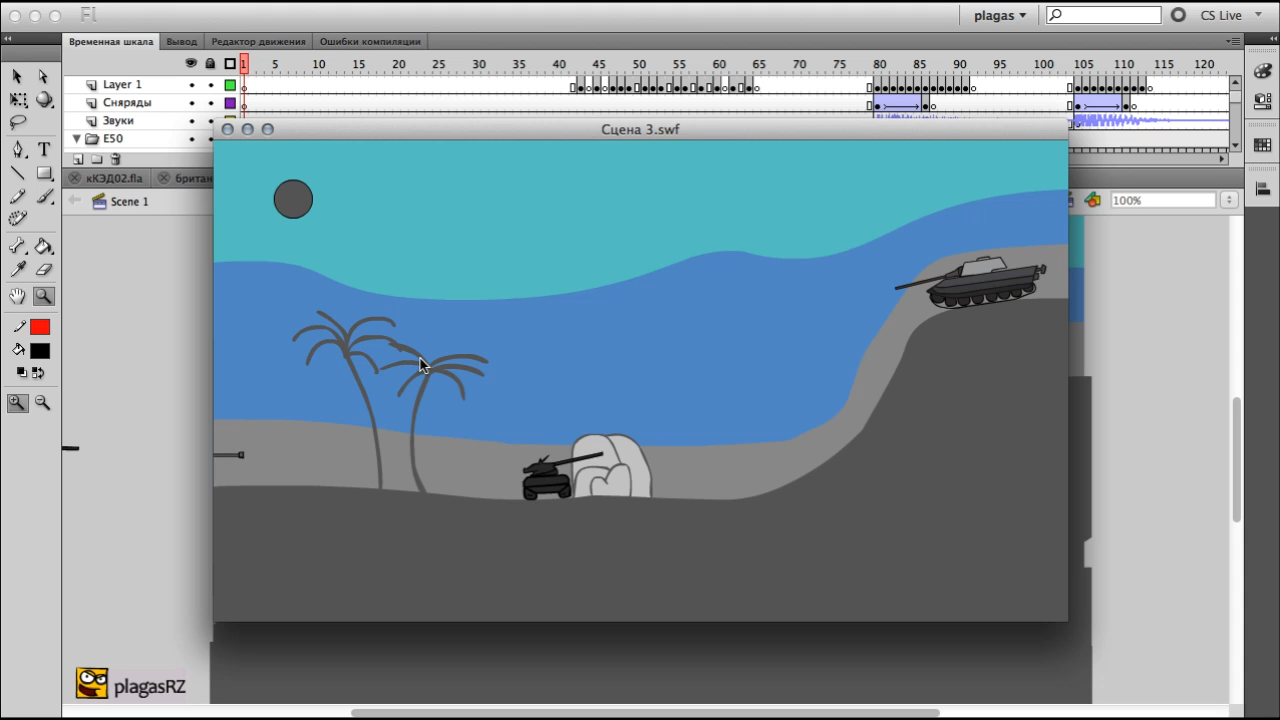 Fl
plagas
CS Live
Временная шкала
Вывод
Редактор движения
Ошибки компиляции
1 5 10 15 20 25 30 35 40 45 50 55 60 65 70 75 80 85 90 95 100 105 110 115 120
Layer 1
Сняряды
Звуки
E50
Сцена 3.swf
кКЭД02.fla
британ
Scene 1
100%
T
plagasRZ